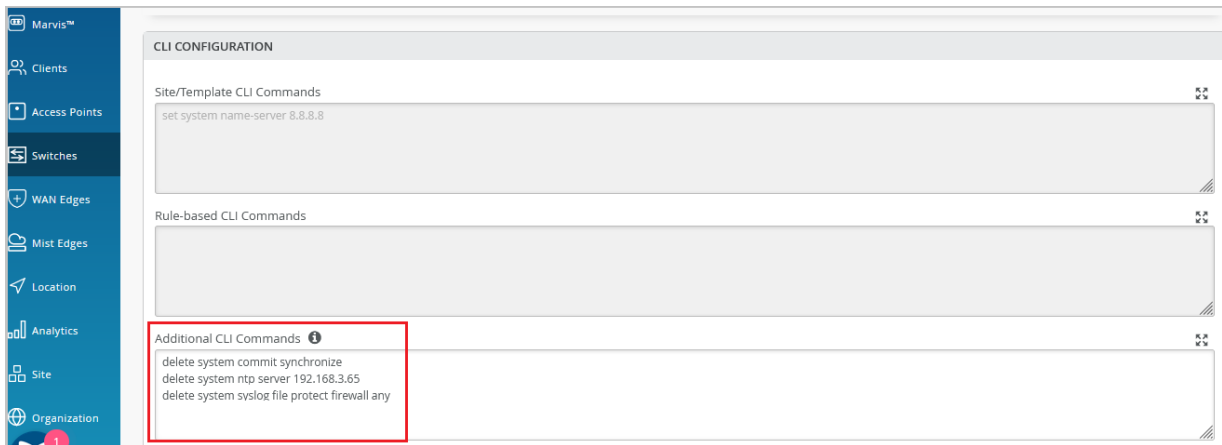 Marvis™
Clients
Access Points
Switches
WAN Edges
Mist Edges
Location
Analytics
Site
Organization
1
CLI CONFIGURATION
Site/Template CLI Commands
set system name-server 8.8.8.8
Rule-based CLI Commands
Additional CLI Commands
delete system commit synchronize
delete system ntp server 192.168.3.65
delete system syslog file protect firewall any